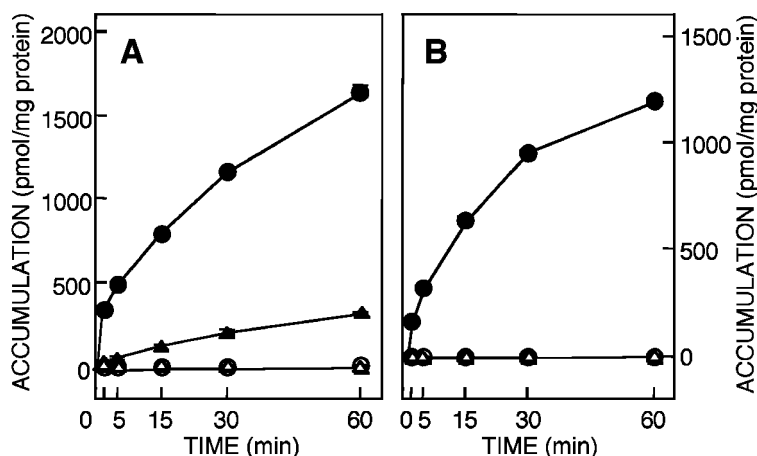 A
B
ACCUMULATION (pmol/mg protein)
2000
1500
1000
500
0
0 5 15 30 60
TIME (min)
0 5 15 30 60
TIME (min)
1500
1000
500
0
ACCUMULATION (pmol/mg protein)